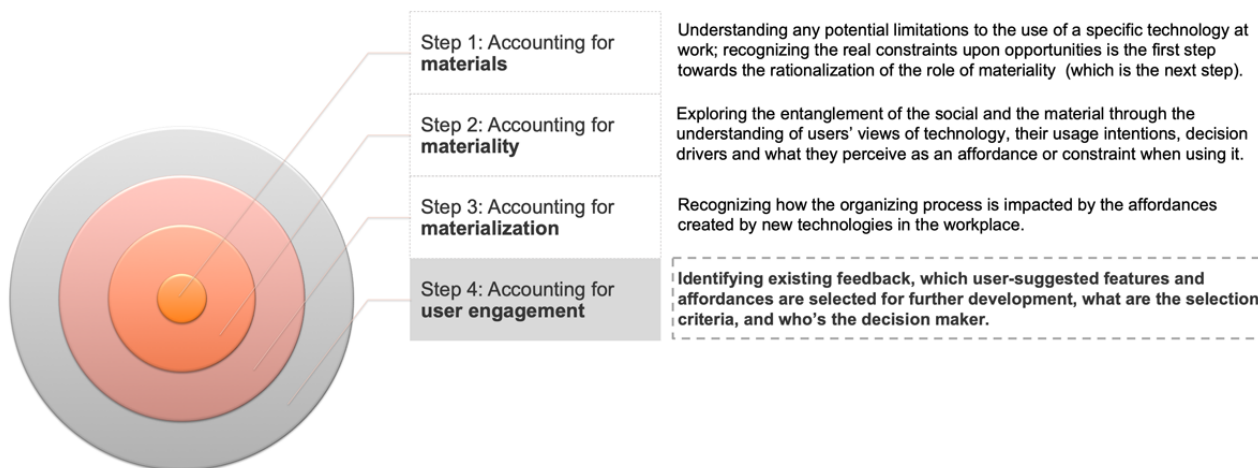 Step 1: Accounting for
materials
Understanding any potential limitations to the use of a specific technology at
work; recognizing the real constraints upon opportunities is the first step
towards the rationalization of the role of materiality (which is the next step).
Step 2: Accounting for
materiality
Exploring the entanglement of the social and the material through the
understanding of users' views of technology, their usage intentions, decision
drivers and what they perceive as an affordance or constraint when using it.
Step 3: Accounting for
materialization
Recognizing how the organizing process is impacted by the affordances
created by new technologies in the workplace.
Step 4: Accounting for
user engagement
Identifying existing feedback, which user-suggested features and
affordances are selected for further development, what are the selection
criteria, and who's the decision maker.